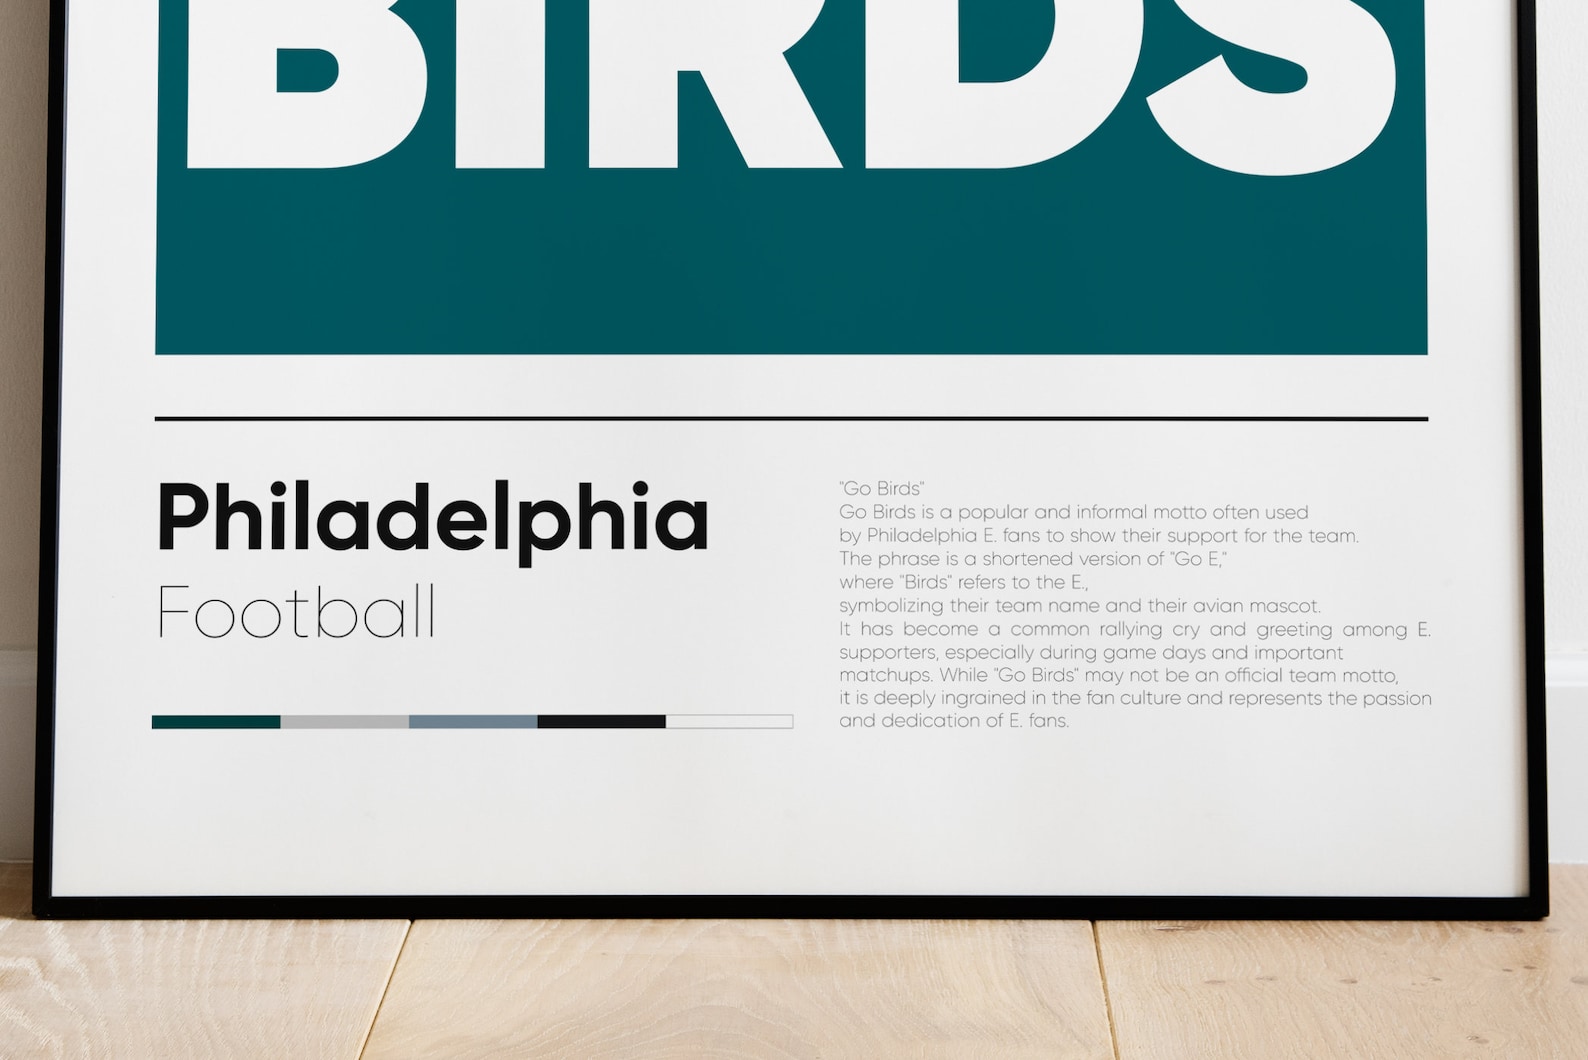 BIRDS
Philadelphia
Football
"Go Birds"
Go Birds is a popular and informal motto often used
by Philadelphia E. fans to show their support for the team.
The phrase is a shortened version of "Go E,"
where "Birds" refers to the E.,
symbolizing their team name and their avian mascot.
It has become a common rallying cry and greeting among E.
supporters, especially during game days and important
matchups. While "Go Birds" may not be an official team motto,
it is deeply ingrained in the fan culture and represents the passion
and dedication of E. fans.